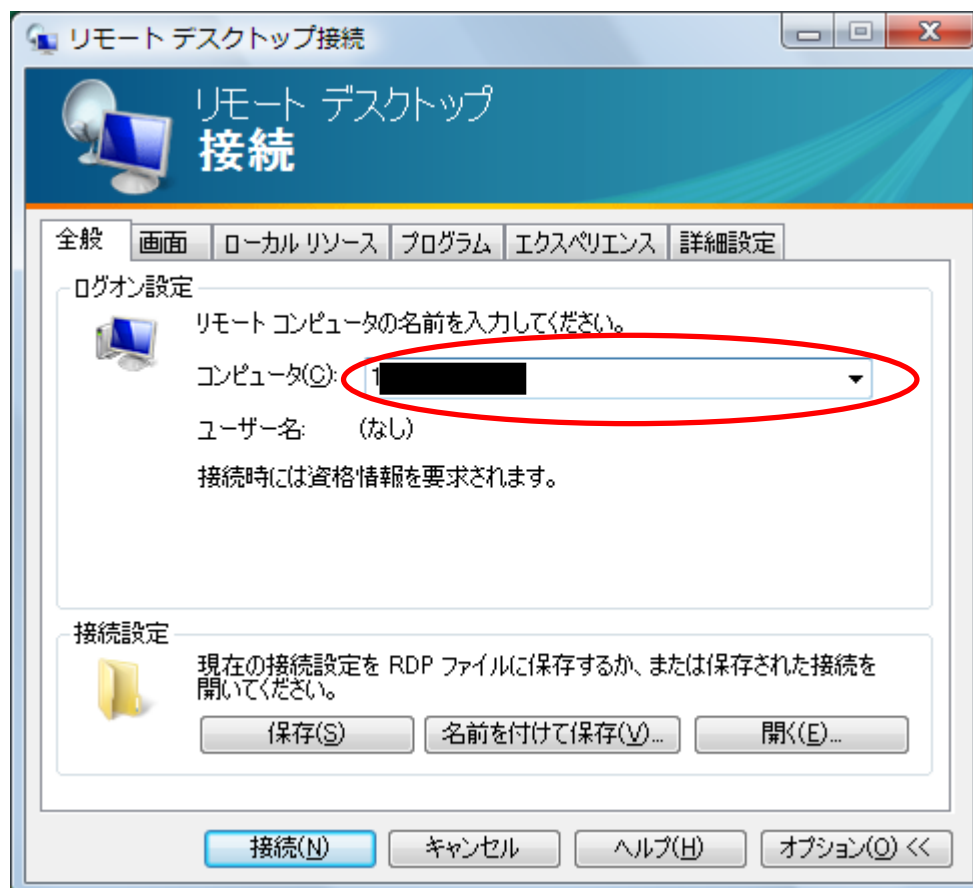 リモート デスクトップ接続
リモート デスクトップ
接続
全般 画面 ローカル リソース プログラム エクスペリエンス 詳細設定
ログオン設定
リモート コンピュータの名前を入力してください。
コンピュータ(C): 1
ユーザー名: (なし)
接続時には資格情報を要求されます。
接続設定
現在の接続設定を RDP ファイルに保存するか、または保存された接続を
開いてください。
保存(S) 名前を付けて保存(V)... 開く(E)...
接続(N) キャンセル ヘルプ(H) オプション(O) <<